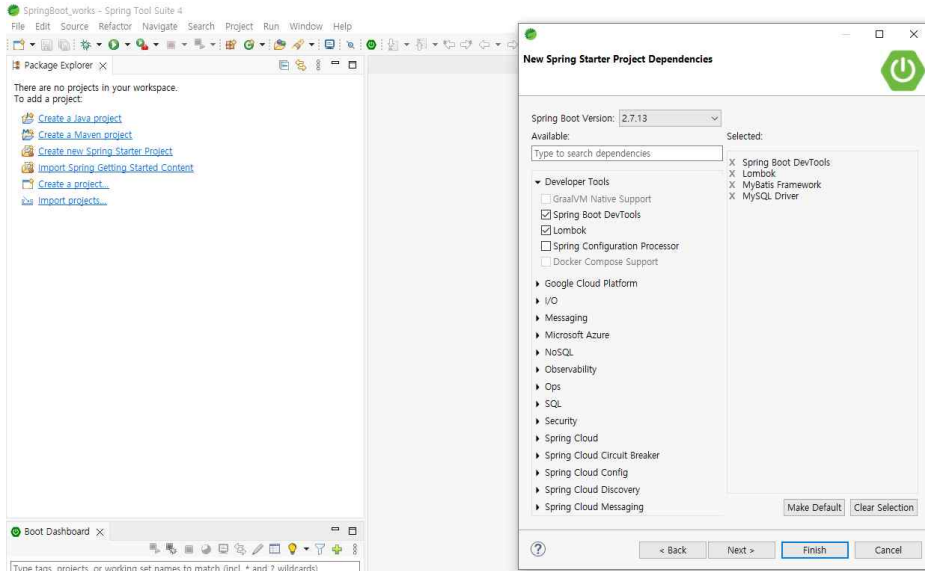 SpringBoot_works - Spring Tool Suite 4
File Edit Source Refactor Navigate Search Project Run Window Help
Package Explorer
There are no projects in your workspace.
To add a project:
Create a Java project
Create a Maven project
Create new Spring Starter Project
Import Spring Getting Started Content
Create a project...
Import projects...
Boot Dashboard
Type tags, projects, or working set names to match (incl. * and ? wildcards)
New Spring Starter Project Dependencies
Spring Boot Version: 2.7.13
Available:
Selected:
Type to search dependencies
Developer Tools
GraalVM Native Support
Spring Boot DevTools
Lombok
Spring Configuration Processor
Docker Compose Support
Google Cloud Platform
I/O
Messaging
Microsoft Azure
NoSQL
Observability
Ops
SQL
Security
Spring Cloud
Spring Cloud Circuit Breaker
Spring Cloud Config
Spring Cloud Discovery
Spring Cloud Messaging
X Spring Boot DevTools
X Lombok
X MyBatis Framework
X MySQL Driver
Make Default Clear Selection
< Back Next > Finish Cancel